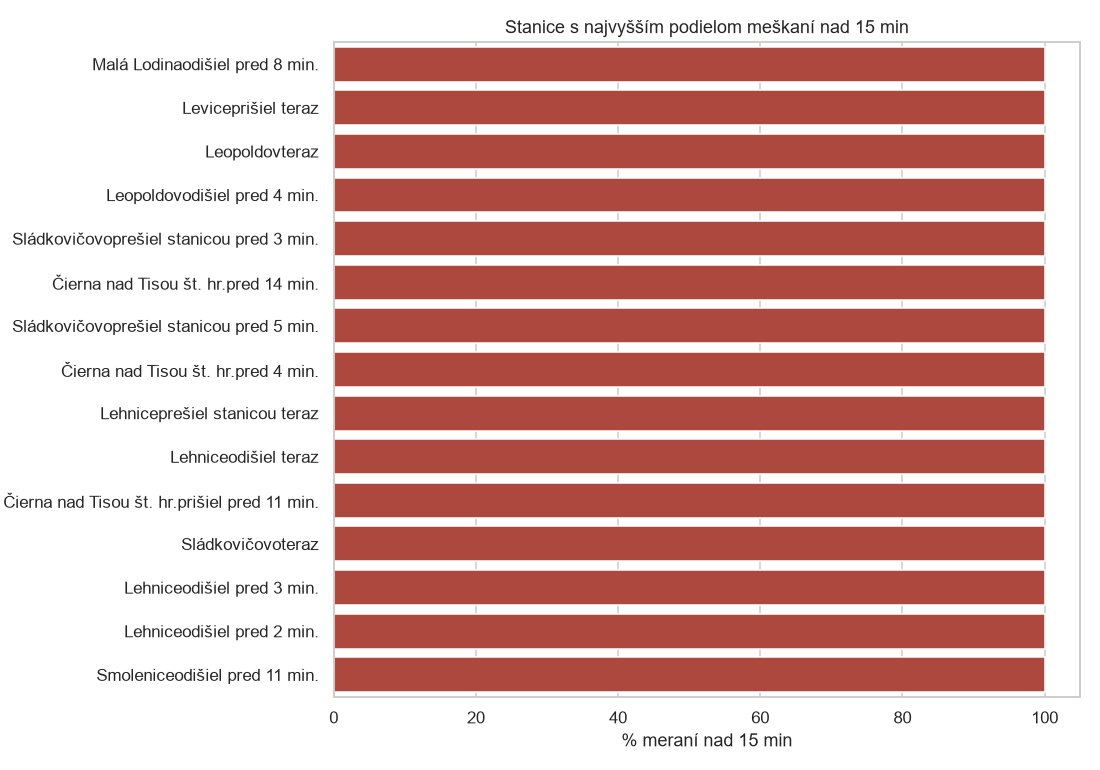 Stanice s najvyšším podielom meškaní nad 15 min
Malá Lodinaodišiel pred 8 min.
Leviceprišiel teraz
Leopoldovteraz
Leopoldovodišiel pred 4 min.
Sládkovičovoprešiel stanicou pred 3 min.
Čierna nad Tisou št. hr.pred 14 min.
Sládkovičovoprešiel stanicou pred 5 min.
Čierna nad Tisou št. hr.pred 4 min.
Lehniceprešiel stanicou teraz
Lehniceodišiel teraz
Čierna nad Tisou št. hr.prišiel pred 11 min.
Sládkovičovoteraz
Lehniceodišiel pred 3 min.
Lehniceodišiel pred 2 min.
Smoleniceodišiel pred 11 min.
0 20 40 60 80 100
% meraní nad 15 min